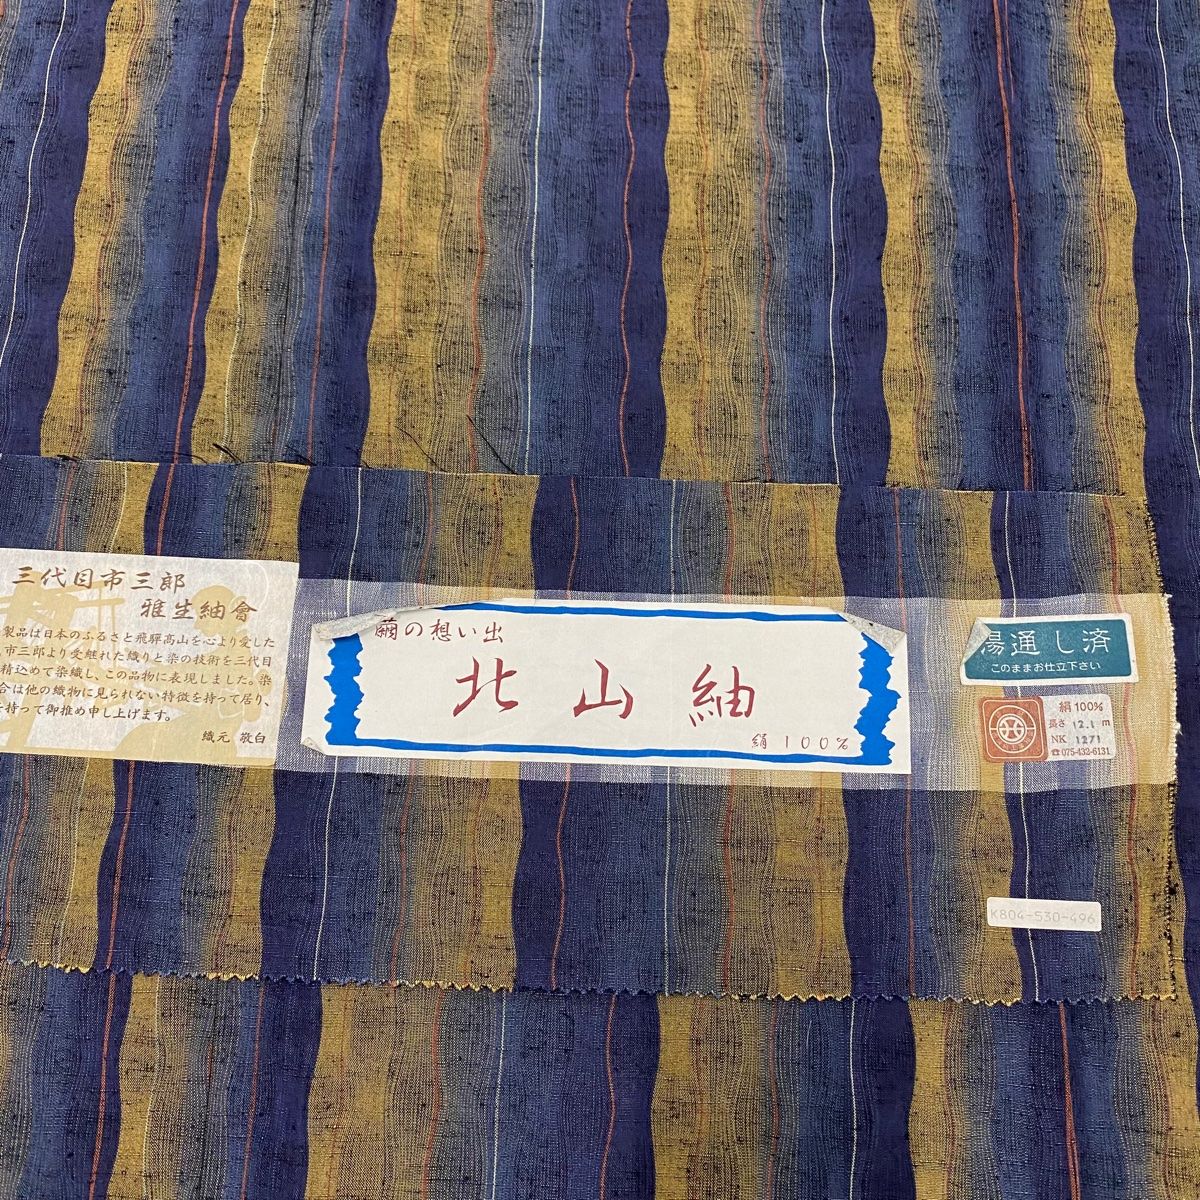 三代目市三郎
雅生紬會
製品は日本のふるさと飛騨高山を心より愛した
市三郎より受継れた織りと染の技術を三代目
精込めて染織し、この品物に表現しました。染
合は他の織物に見られない特徴を持って居り、
を持って御推め申し上げます。
織元 敬白
繭の想い出
北山紬
絹 100%
湯通し済
このままお仕立下さい
絹100%
長さ 12.1 m
NK 1271
☎075-432-6131
K804-530-496